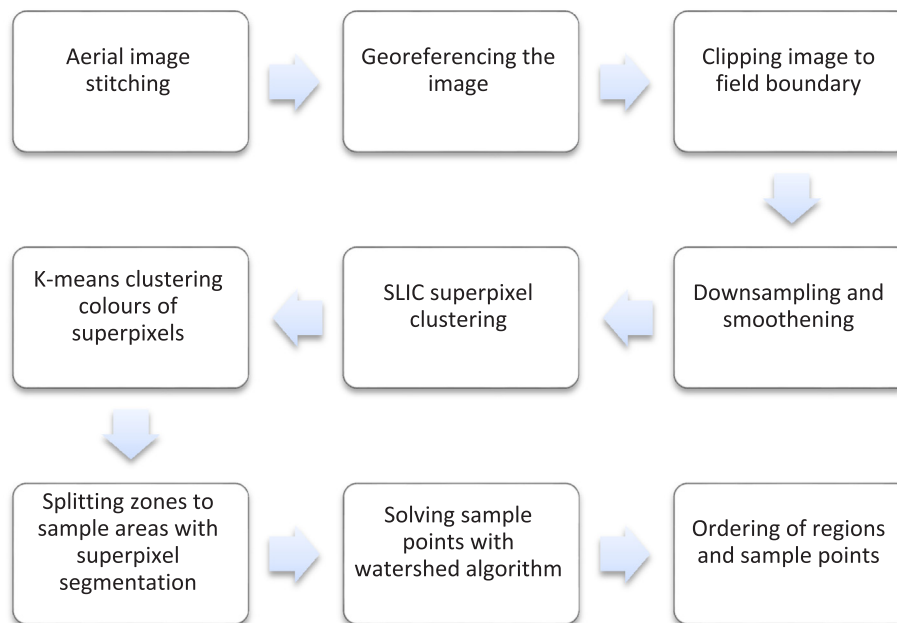 Aerial image
stitching
Georeferencing the
image
Clipping image to
field boundary
Downsampling and
smoothening
SLIC superpixel
clustering
K-means clustering
colours of
superpixels
Splitting zones to
sample areas with
superpixel
segmentation
Solving sample
points with
watershed algorithm
Ordering of regions
and sample points